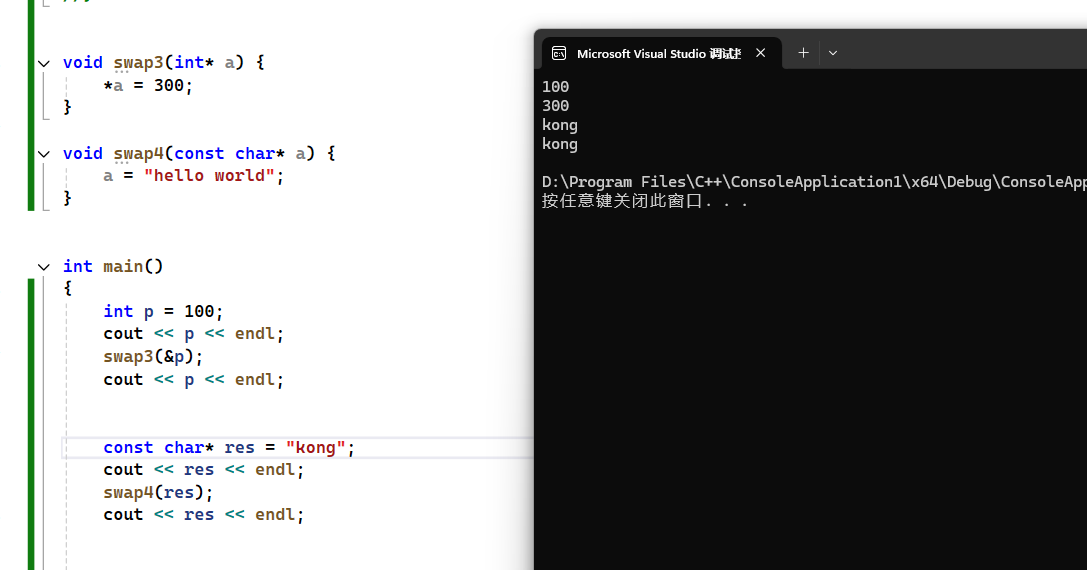 void swap3(int* a) {
*a = 300;
}
void swap4(const char* a) {
a = "hello world";
}
int main()
{
int p = 100;
cout << p << endl;
swap3(&p);
cout << p << endl;
const char* res = "kong";
cout << res << endl;
swap4(res);
cout << res << endl;
Microsoft Visual Studio 调试
100
300
kong
kong
D:\Program Files\C++\ConsoleApplication1\x64\Debug\ConsoleApp
按任意键关闭此窗口. . .